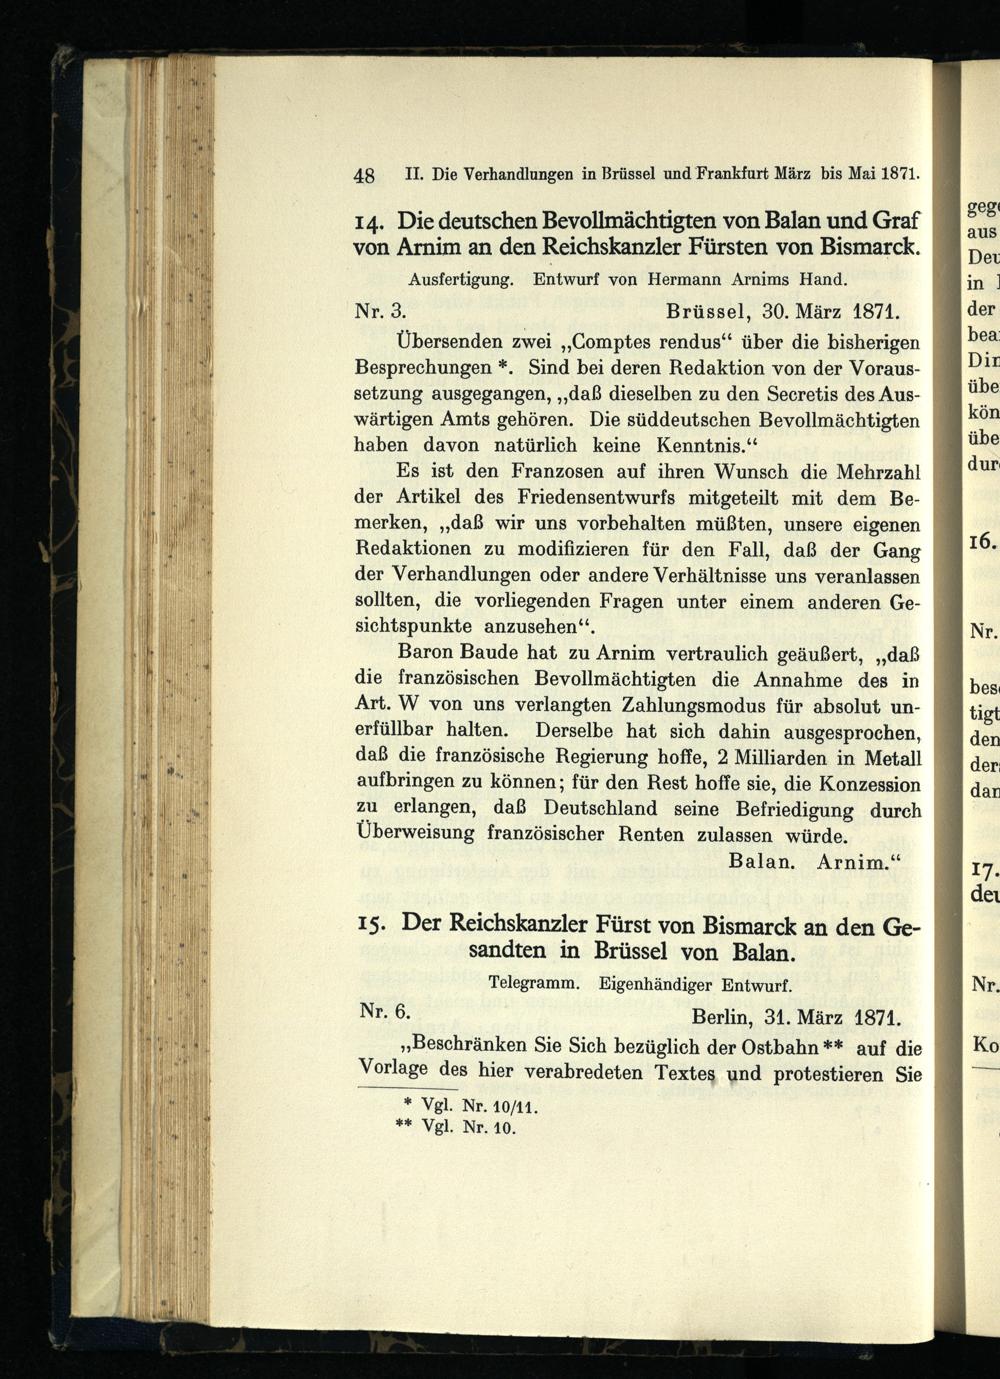 48 II. Die Verhandlungen in Brüssel und Frankfurt März bis Mai 1871.
14. Die deutschen Bevollmächtigten von Balan und Graf
von Arnim an den Reichskanzler Fürsten von Bismarck.
Ausfertigung. Entwurf von Hermann Arnims Hand.
Nr. 3. Brüssel, 30. März 1871.
Übersenden zwei „Comptes rendus“ über die bisherigen
Besprechungen *. Sind bei deren Redaktion von der Voraus-
setzung ausgegangen, „daß dieselben zu den Secretis des Aus-
wärtigen Amts gehören. Die süddeutschen Bevollmächtigten
haben davon natürlich keine Kenntnis.“
Es ist den Franzosen auf ihren Wunsch die Mehrzahl
der Artikel des Friedensentwurfs mitgeteilt mit dem Be-
merken, „daß wir uns vorbehalten müßten, unsere eigenen
Redaktionen zu modifizieren für den Fall, daß der Gang
der Verhandlungen oder andere Verhältnisse uns veranlassen
sollten, die vorliegenden Fragen unter einem anderen Ge-
sichtspunkte anzusehen“.
Baron Baude hat zu Arnim vertraulich geäußert, „daß
die französischen Bevollmächtigten die Annahme des in
Art. W von uns verlangten Zahlungsmodus für absolut un-
erfüllbar halten. Derselbe hat sich dahin ausgesprochen,
daß die französische Regierung hoffe, 2 Milliarden in Metall
aufbringen zu können; für den Rest hoffe sie, die Konzession
zu erlangen, daß Deutschland seine Befriedigung durch
Überweisung französischer Renten zulassen würde.
Balan. Arnim.“
15. Der Reichskanzler Fürst von Bismarck an den Ge-
sandten in Brüssel von Balan.
Telegramm. Eigenhändiger Entwurf.
Nr. 6. Berlin, 31. März 1871.
„Beschränken Sie Sich bezüglich der Ostbahn ** auf die
Vorlage des hier verabredeten Textes und protestieren Sie
* Vgl. Nr. 10/11.
** Vgl. Nr. 10.
aus
in
der
16.
Nr.
den
17.
Nr.